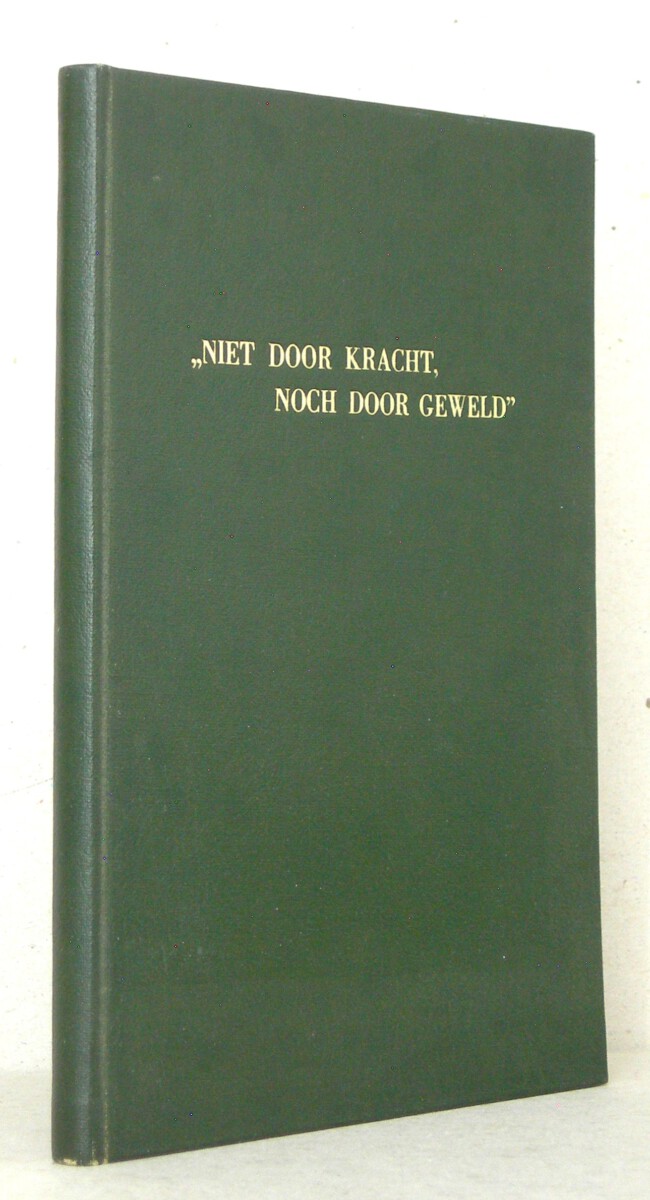 „NIET DOOR KRACHT,
NOCH DOOR GEWELD”